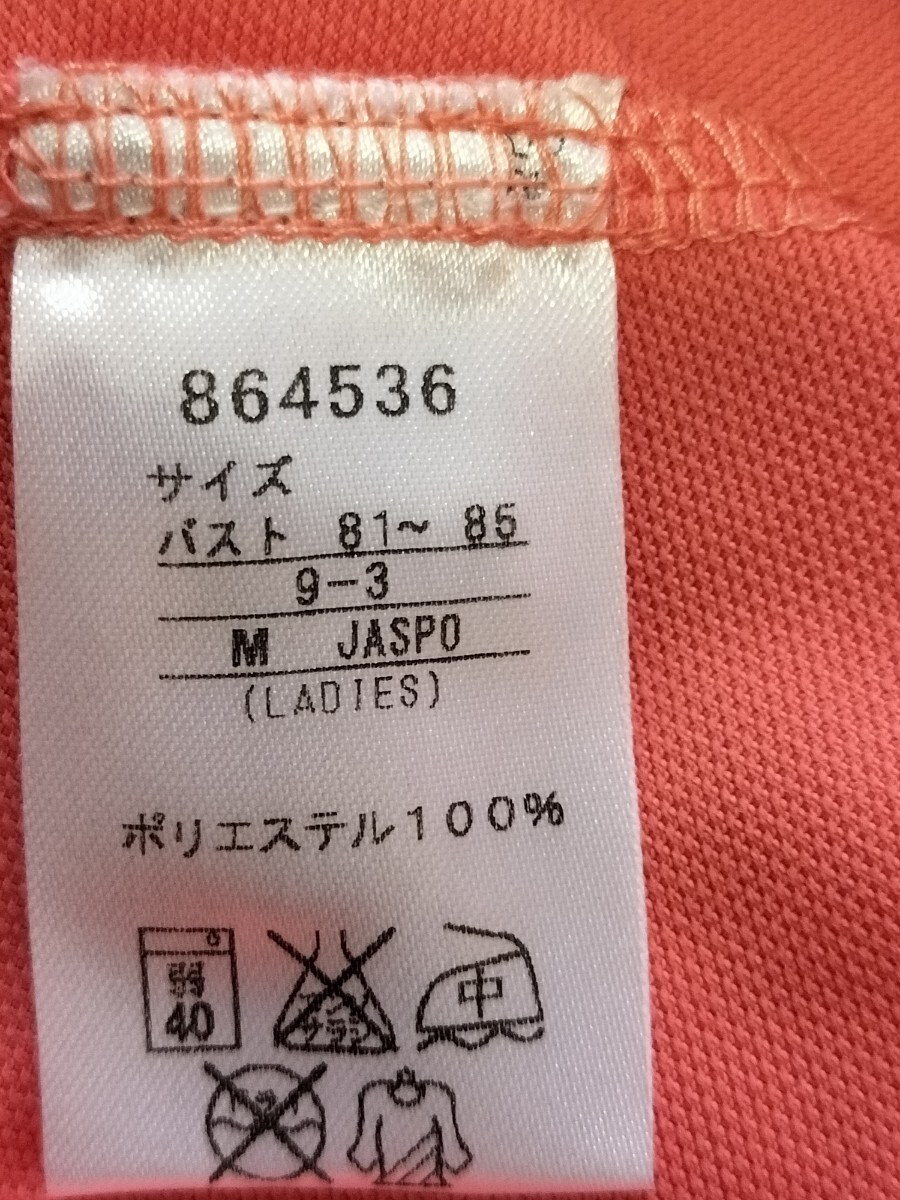 864536
サイズ
バスト 81~ 85
9-3
M JASPO
(LADIES)
ポリエステル100%
弱
40
中